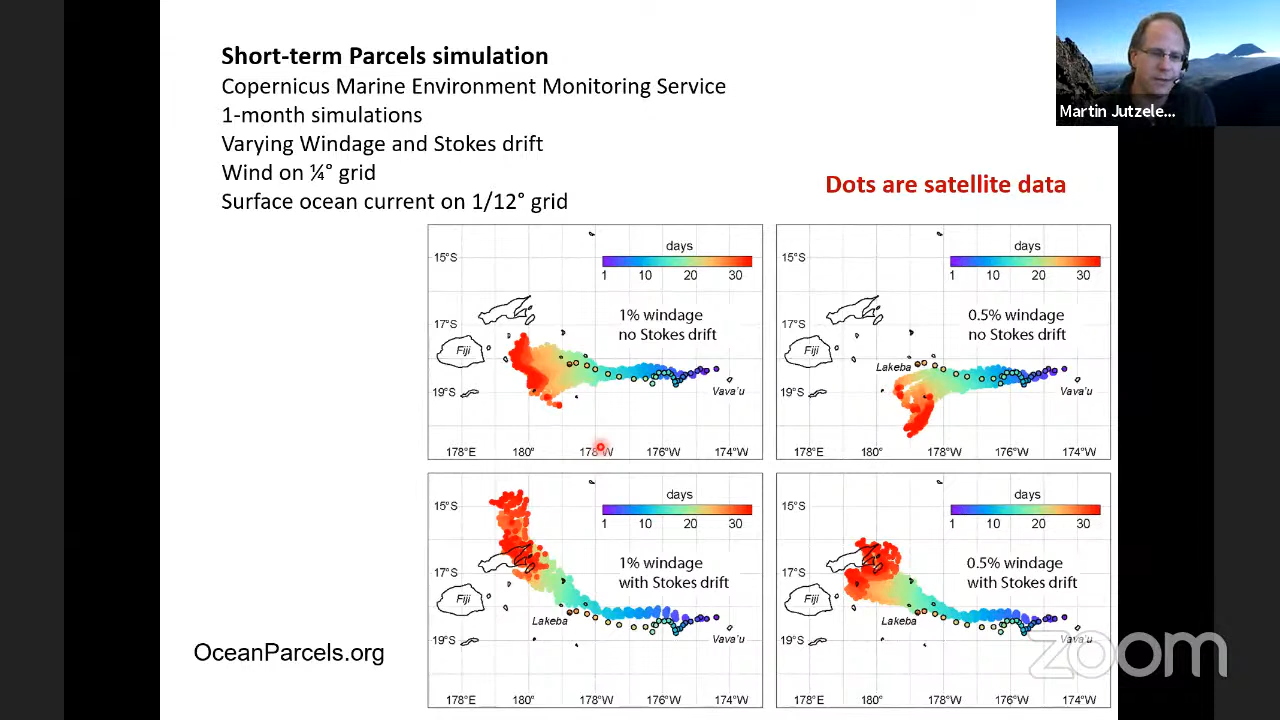 Short-term Parcels simulation
Copernicus Marine Environment Monitoring Service
1-month simulations
Varying Windage and Stokes drift
Wind on ¼° grid
Surface ocean current on 1/12° grid
Martin Jutzele...
Dots are satellite data
days
1 10 20 30
15°S
17°S
19°S
1% windage
no Stokes drift
Fiji
Vava'u
178°E 180° 178°W 176°W 174°W
days
1 10 20 30
15°S
17°S
19°S
0.5% windage
no Stokes drift
Fiji
Lakeba
Vava'u
178°E 180° 178°W 176°W 174°W
days
1 10 20 30
15°S
17°S
19°S
1% windage
with Stokes drift
Fiji
Lakeba
Vava'u
178°E 180° 178°W 176°W 174°W
days
1 10 20 30
15°S
17°S
19°S
0.5% windage
with Stokes drift
Fiji
Lakeba
Vava'u
178°E 180° 178°W 176°W 174°W
OceanParcels.org
zoom